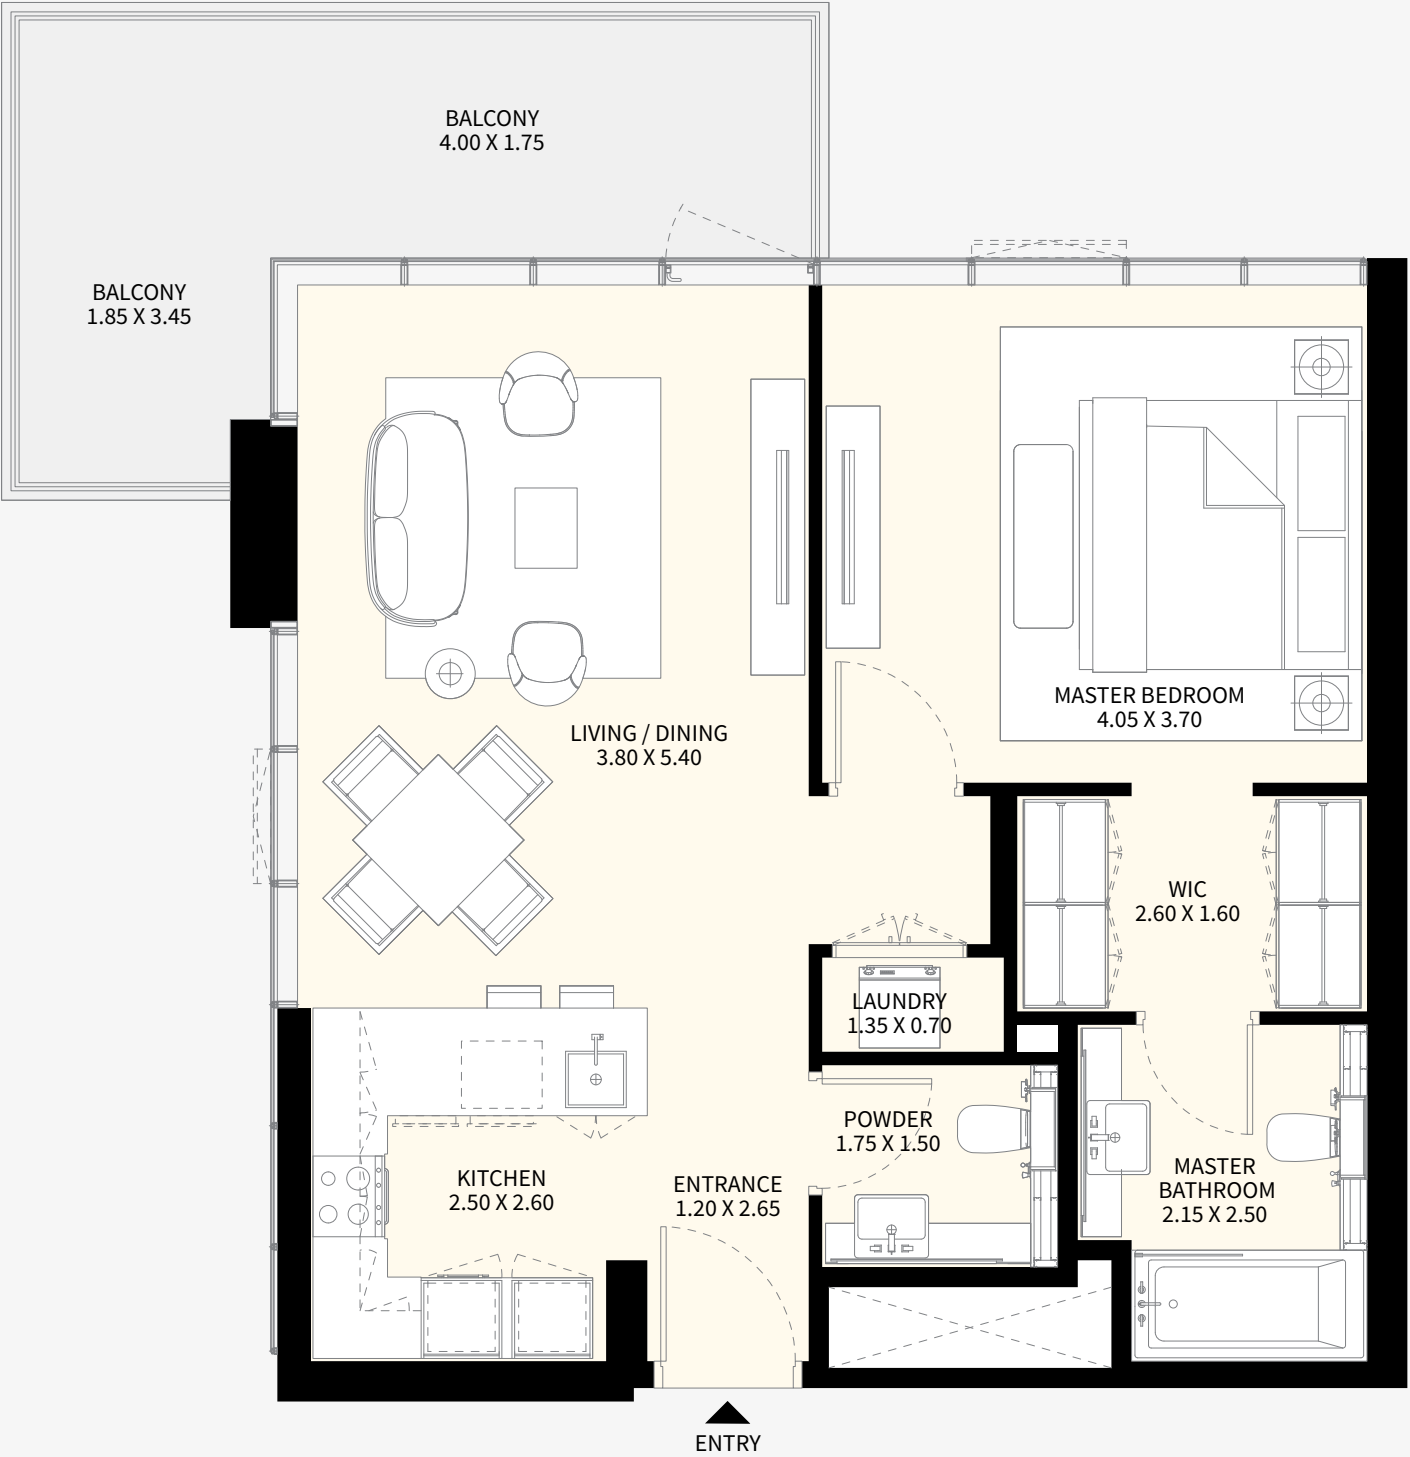 BALCONY
4.00 X 1.75
BALCONY
1.85 X 3.45
MASTER BEDROOM
4.05 X 3.70
LIVING / DINING
3.80 X 5.40
WIC
2.60 X 1.60
LAUNDRY
1.35 X 0.70
POWDER
1.75 X 1.50
KITCHEN
2.50 X 2.60
ENTRANCE
1.20 X 2.65
MASTER
BATHROOM
2.15 X 2.50
ENTRY